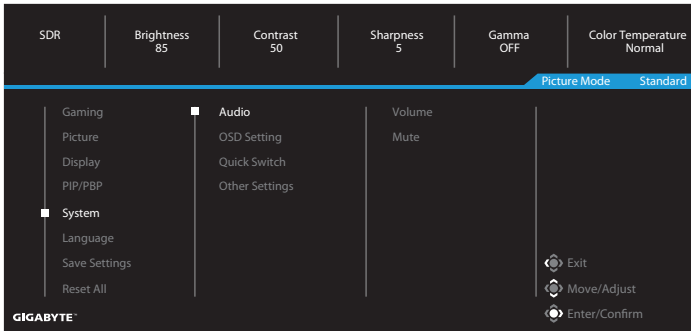 SDR Brightness Contrast Sharpness Gamma Color Temperature
85 50 5 OFF Normal
Picture Mode Standard
Gaming Audio Volume
Picture OSD Setting Mute
Display Quick Switch
PIP/PBP Other Settings
System
Language
Save Settings Exit
Reset All Move/Adjust
GIGABYTE™ Enter/Confirm